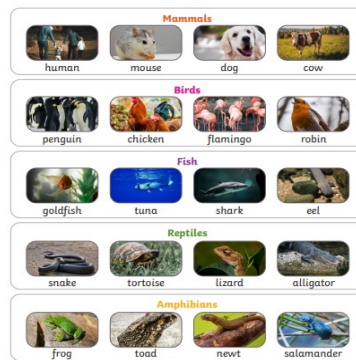 Mammals
human mouse dog cow
Birds
penguin chicken flamingo robin
Fish
goldfish tuna shark eel
Reptiles
snake tortoise lizard alligator
Amphibians
frog toad newt salamander